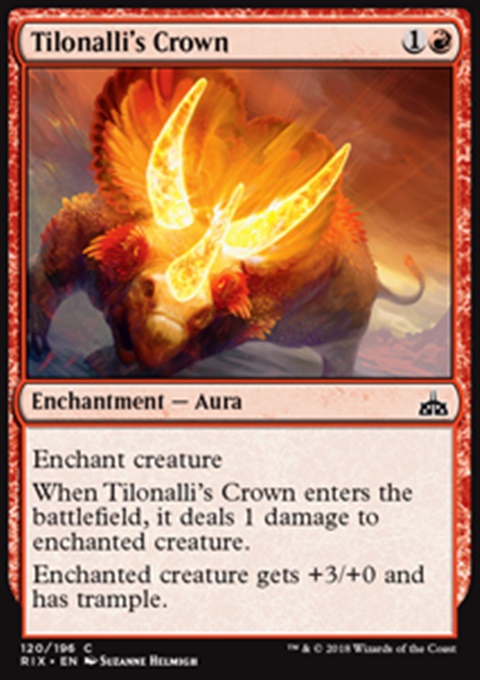 Tilonalli's Crown 1
Enchantment — Aura
Enchant creature
When Tilonalli's Crown enters the
battlefield, it deals 1 damage to
enchanted creature.
Enchanted creature gets +3/+0 and
has trample.
120/196 C
RIX • EN Suzanne Helmigh
™ & © 2018 Wizards of the Coast